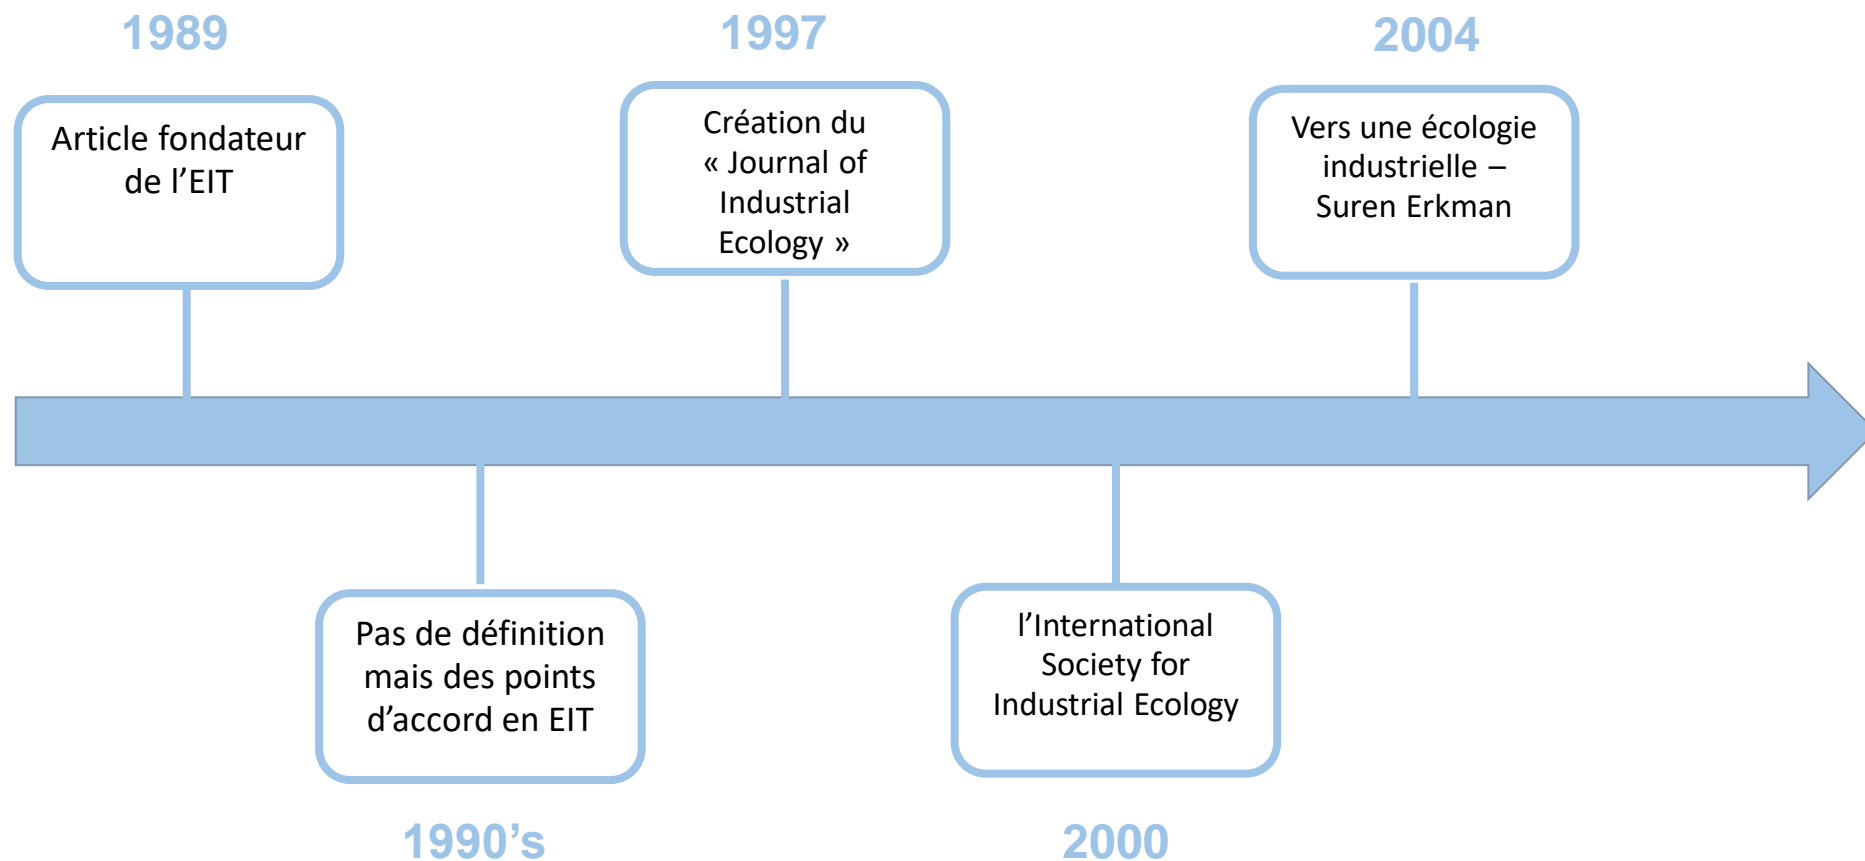 1989
Article fondateur
de l’EIT
1990’s
Pas de définition
mais des points
d’accord en EIT
1997
Création du
« Journal of
Industrial
Ecology »
2000
l’International
Society for
Industrial Ecology
2004
Vers une écologie
industrielle –
Suren Erkman